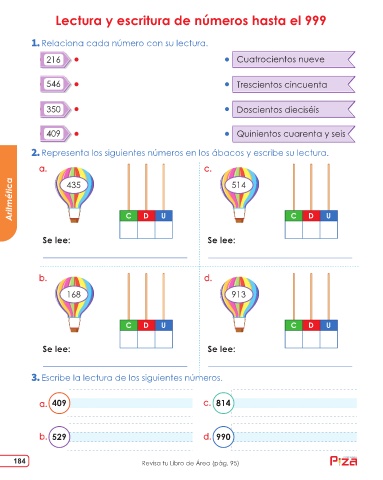 Lectura y escritura de números hasta el 999
1. Relaciona cada número con su lectura.
216 Cuatrocientos nueve
546 Trescientos cincuenta
350 Doscientos dieciséis
409 Quinientos cuarenta y seis
2. Representa los siguientes números en los ábacos y escribe su lectura.
a. c.
435 514
C D U C D U
Se lee: Se lee:
b. d.
168 913
C D U C D U
Se lee: Se lee:
3. Escribe la lectura de los siguientes números.
a. 409 c. 814
b. 529 d. 990
Aritmética
184
Revisa tu Libro de Área (pág. 95)
PIZA